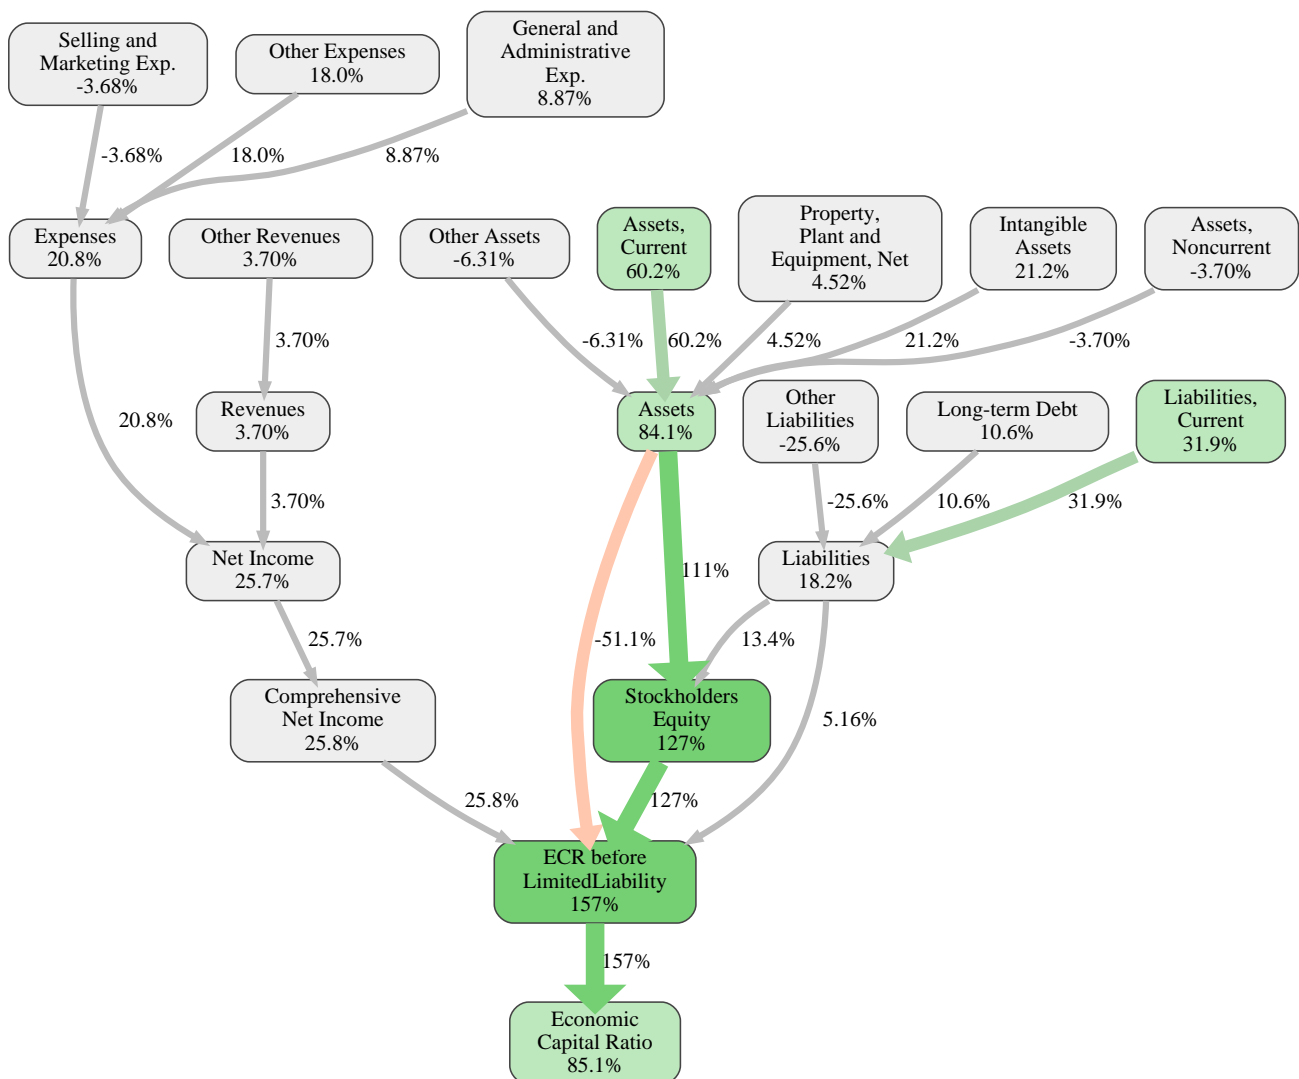 Selling and
Marketing Exp.
-3.68%
Other Expenses
18.0%
General and
Administrative
Exp.
8.87%
-3.68%
18.0%
8.87%
Expenses
20.8%
Other Revenues
3.70%
Other Assets
-6.31%
Assets,
Current
60.2%
Property,
Plant and
Equipment, Net
4.52%
Intangible
Assets
21.2%
Assets,
Noncurrent
-3.70%
3.70%
-6.31%
60.2%
4.52%
21.2%
-3.70%
20.8%
Revenues
3.70%
Assets
84.1%
Other
Liabilities
-25.6%
Long-term Debt
10.6%
Liabilities,
Current
31.9%
3.70%
-25.6%
10.6%
31.9%
Net Income
25.7%
111%
Liabilities
18.2%
25.7%
-51.1%
13.4%
Comprehensive
Net Income
25.8%
Stockholders
Equity
127%
5.16%
25.8%
127%
ECR before
LimitedLiability
157%
157%
Economic
Capital Ratio
85.1%